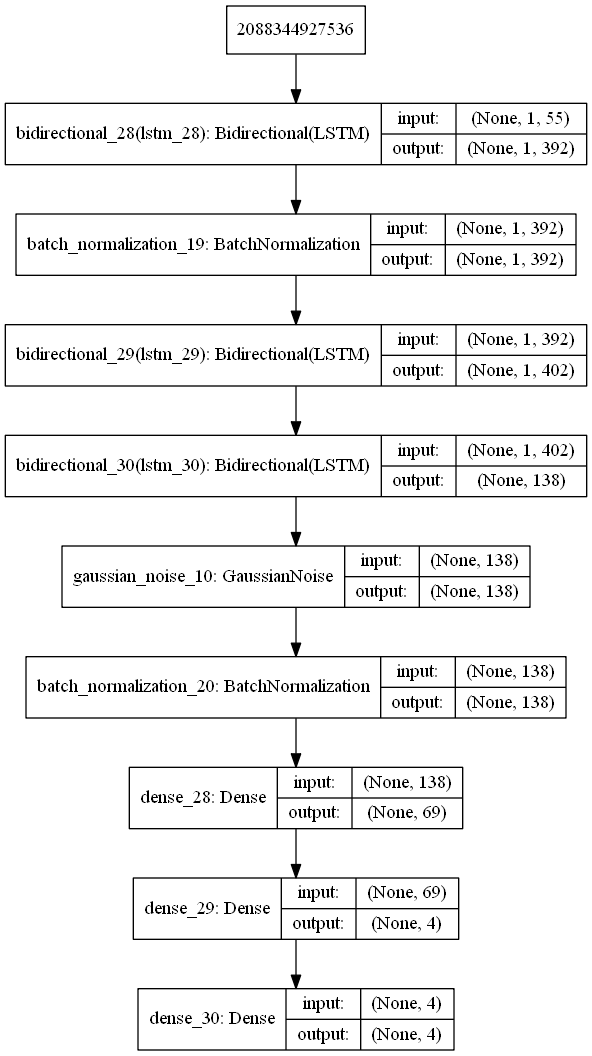 2088344927536
bidirectional_28(lstm_28): Bidirectional(LSTM)
input: (None, 1, 55)
output: (None, 1, 392)
batch_normalization_19: BatchNormalization
input: (None, 1, 392)
output: (None, 1, 392)
bidirectional_29(lstm_29): Bidirectional(LSTM)
input: (None, 1, 392)
output: (None, 1, 402)
bidirectional_30(lstm_30): Bidirectional(LSTM)
input: (None, 1, 402)
output: (None, 138)
gaussian_noise_10: GaussianNoise
input: (None, 138)
output: (None, 138)
batch_normalization_20: BatchNormalization
input: (None, 138)
output: (None, 138)
dense_28: Dense
input: (None, 138)
output: (None, 69)
dense_29: Dense
input: (None, 69)
output: (None, 4)
dense_30: Dense
input: (None, 4)
output: (None, 4)